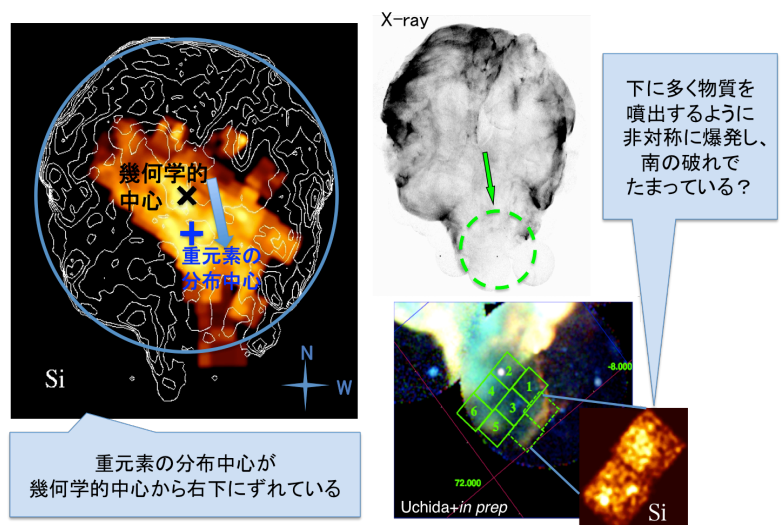 幾何学的
中心
重元素の
分布中心
N
W
Si
重元素の分布中心が
幾何学的中心から右下にずれている
X-ray
下に多く物質を
噴出するように
非対称に爆発し、
南の破れで
たまっている？
-8.000
2
1
4
3
6
5
72.000
Uchida+in prep
Si